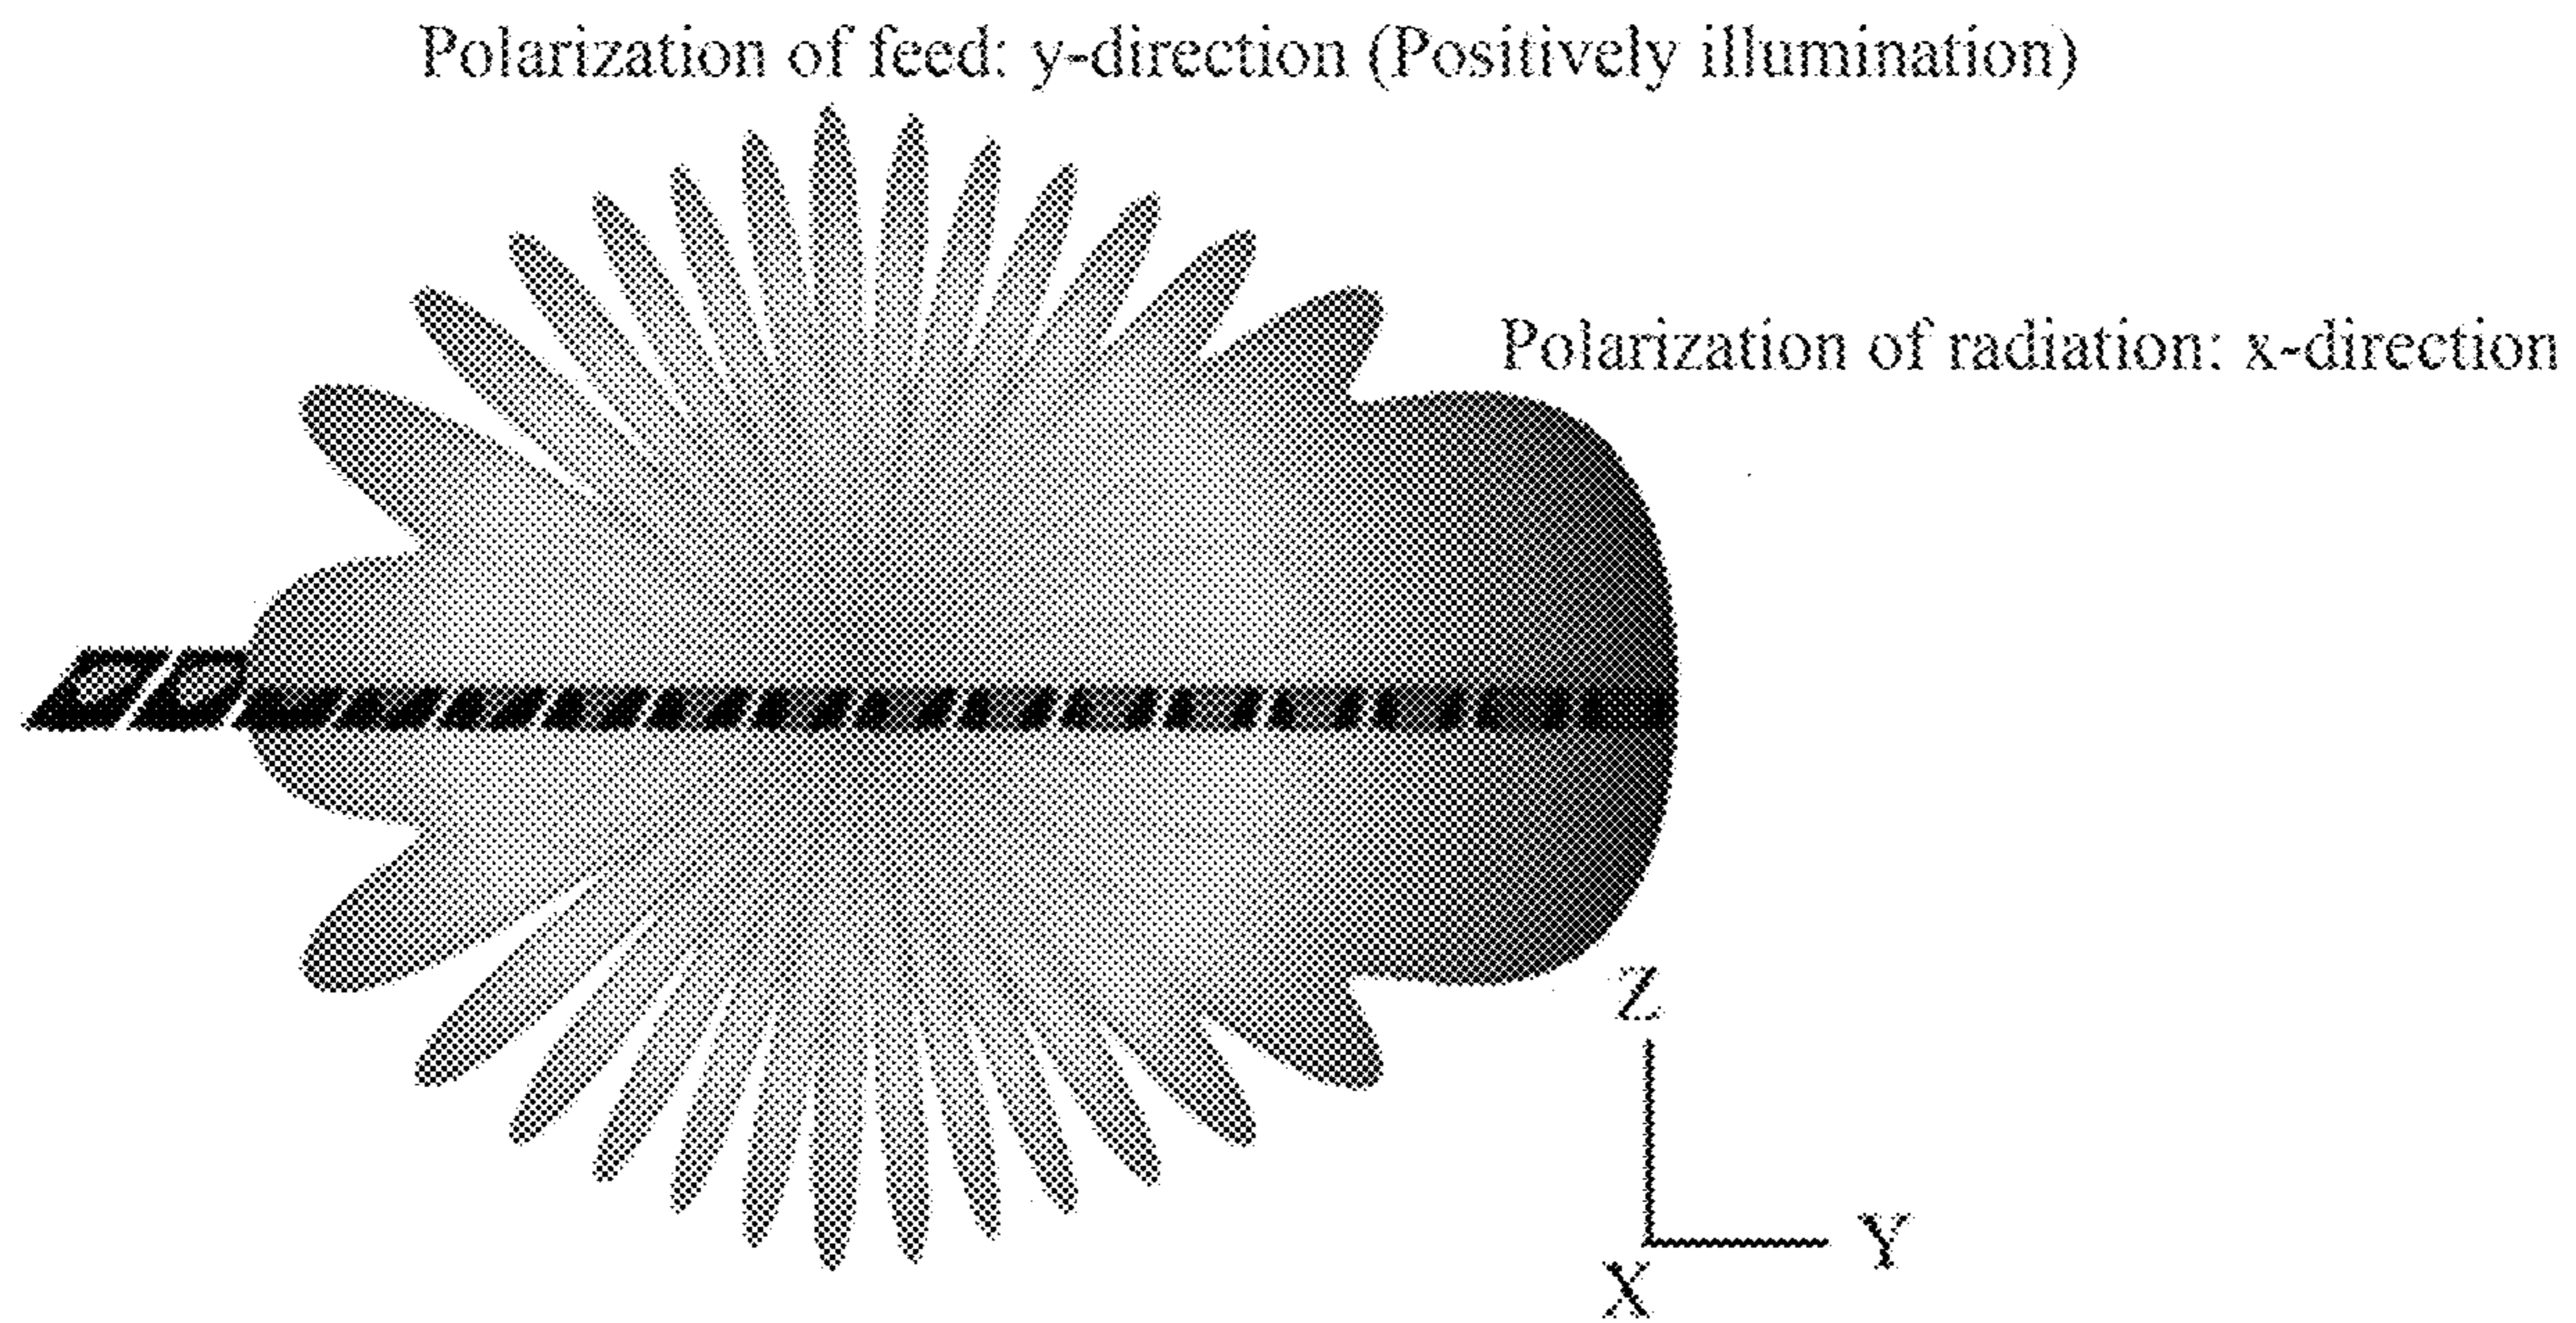 Polarization of feed: y-direction (Positively illumination)
Polarization of radiation: x-direction
Z
Y
X